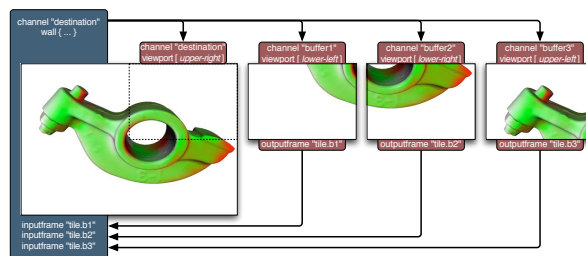 channel "destination"
wall { ... }
channel "destination"
viewport [ upper-right ]
channel "buffer1"
viewport [ lower-left ]
channel "buffer2"
viewport [ lower-right ]
channel "buffer3"
viewport [ upper-left ]
outputframe "tile.b1"
outputframe "tile.b2"
outputframe "tile.b3"
inputframe "tile.b1"
inputframe "tile.b2"
inputframe "tile.b3"